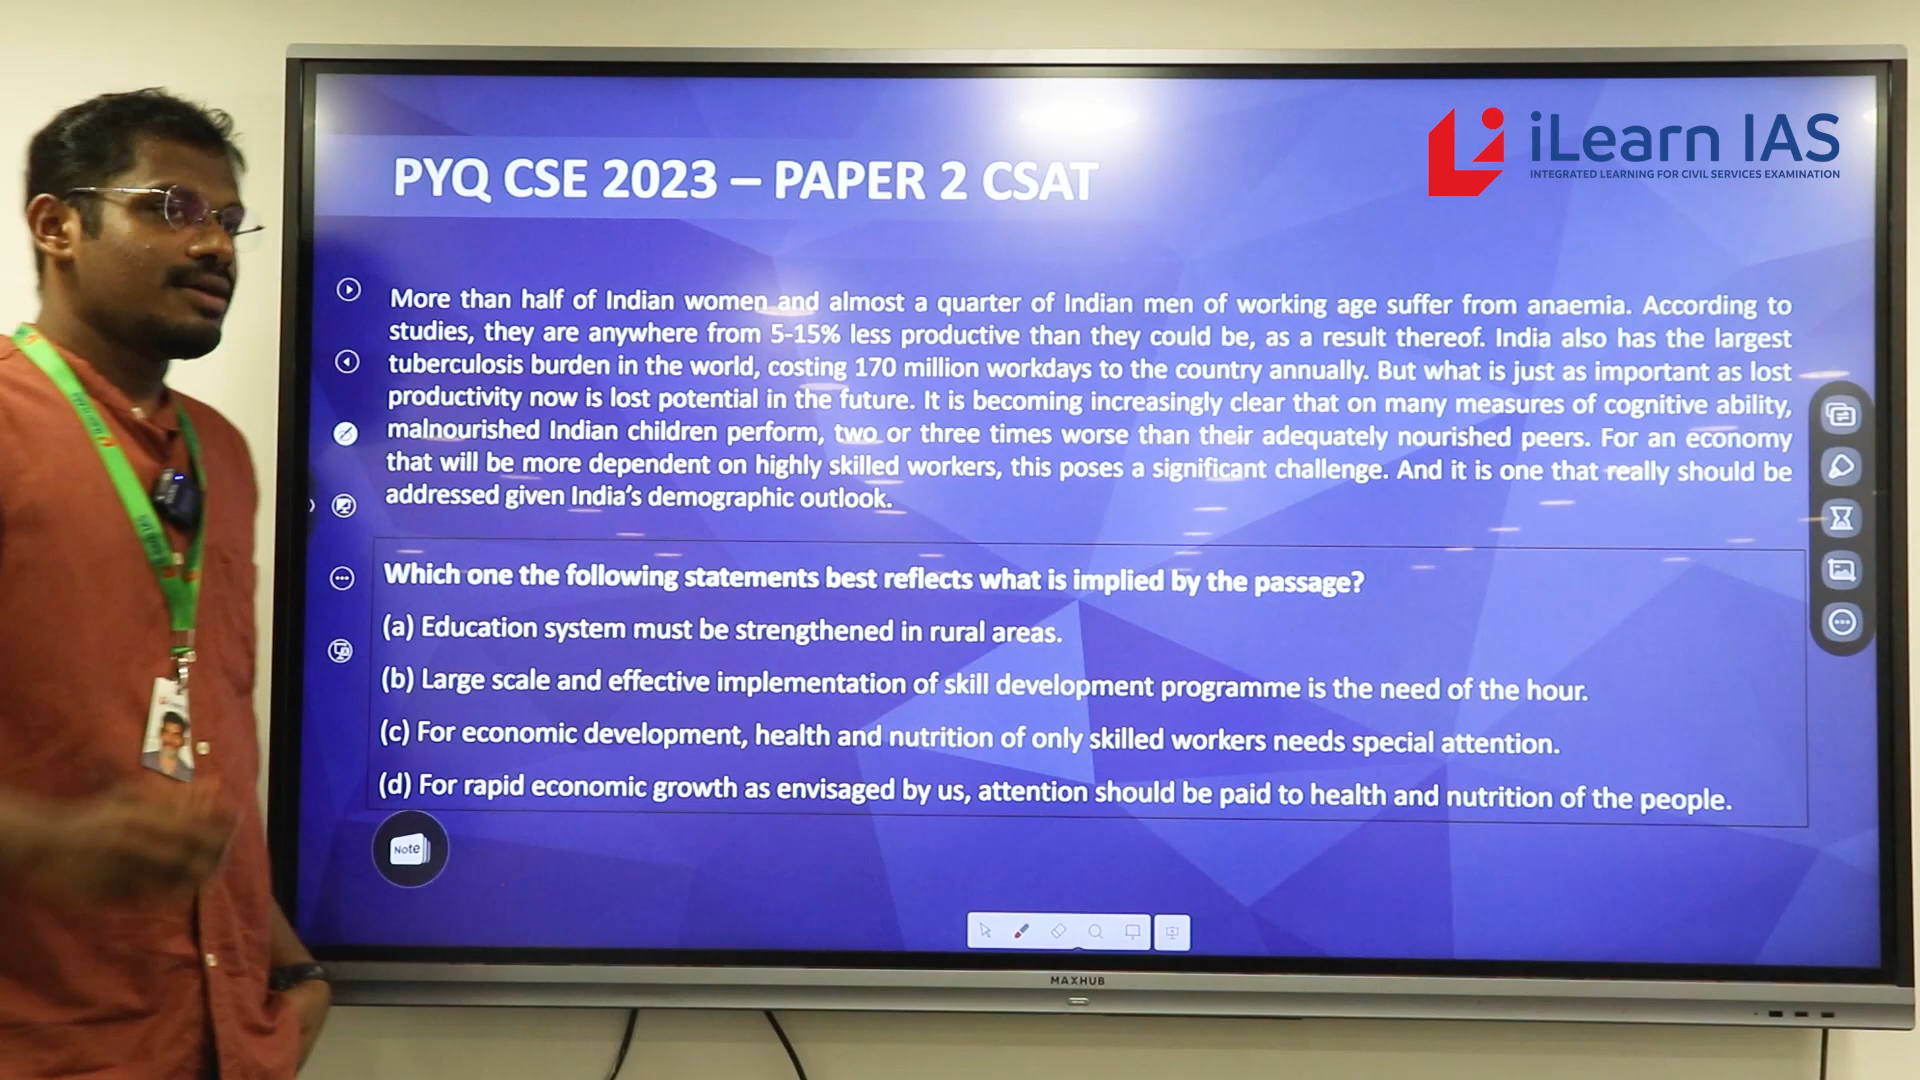 iLearn IAS
INTEGRATED LEARNING FOR CIVIL SERVICES EXAMINATION
PYQ CSE 2023 – PAPER 2 CSAT
More than half of Indian women and almost a quarter of Indian men of working age suffer from anaemia. According to
studies, they are anywhere from 5-15% less productive than they could be, as a result thereof. India also has the largest
tuberculosis burden in the world, costing 170 million workdays to the country annually. But what is just as important as lost
productivity now is lost potential in the future. It is becoming increasingly clear that on many measures of cognitive ability,
malnourished Indian children perform, two or three times worse than their adequately nourished peers. For an economy
that will be more dependent on highly skilled workers, this poses a significant challenge. And it is one that really should be
addressed given India's demographic outlook.
Which one the following statements best reflects what is implied by the passage?
(a) Education system must be strengthened in rural areas.
(b) Large scale and effective implementation of skill development programme is the need of the hour.
(c) For economic development, health and nutrition of only skilled workers needs special attention.
(d) For rapid economic growth as envisaged by us, attention should be paid to health and nutrition of the people.
Note
MAXHUB